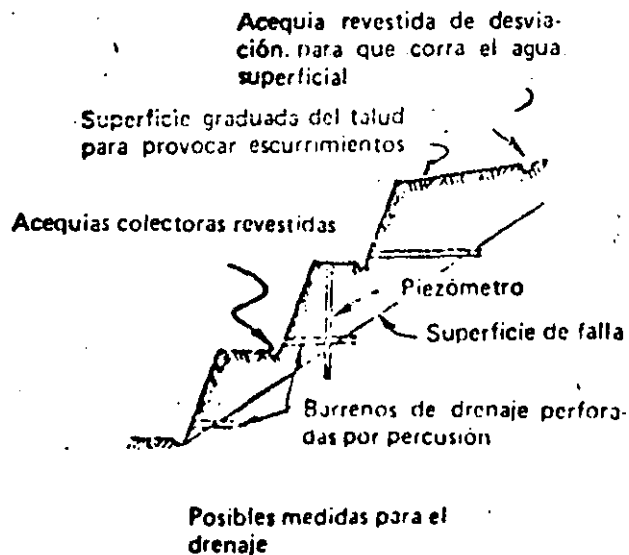 Acequia revestida de desvia-
ción. para que corra el agua
superficial
Superficie graduada del talud
para provocar escurrimientos
Acequias colectoras revestidas
Piezómetro
Superficie de falla
Barrenos de drenaje perfora-
das por percusión
Posibles medidas para el
drenaje